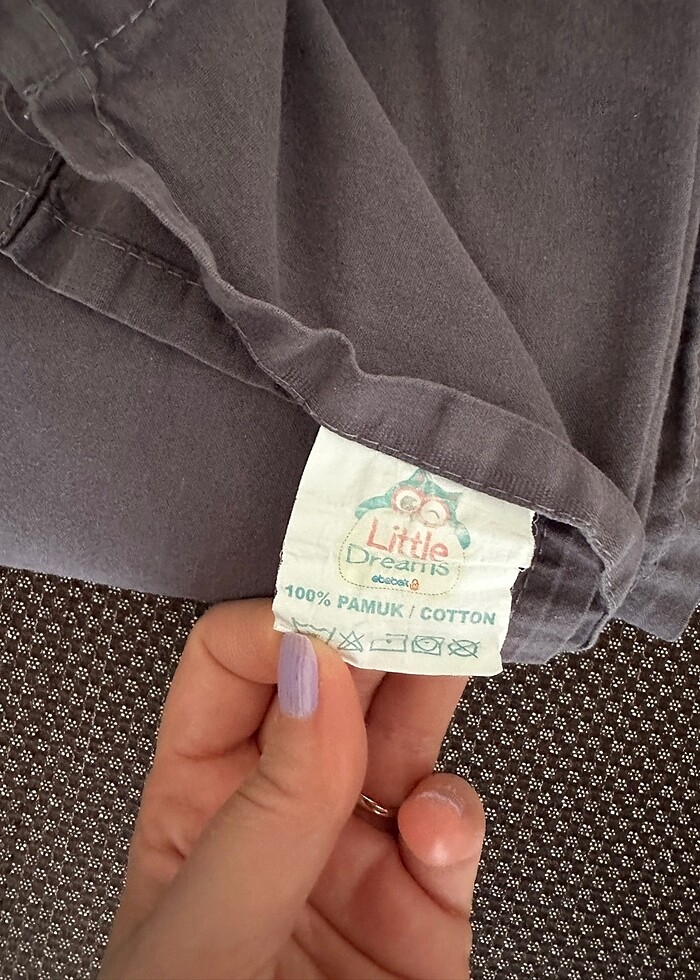 Little
Dreams
ebebek
100% PAMUK / COTTON